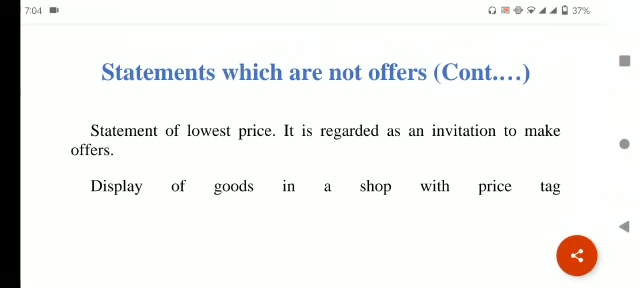 7:04
37%
Statements which are not offers (Cont.…)
Statement of lowest price. It is regarded as an invitation to make
offers.
Display of goods in a shop with price tag